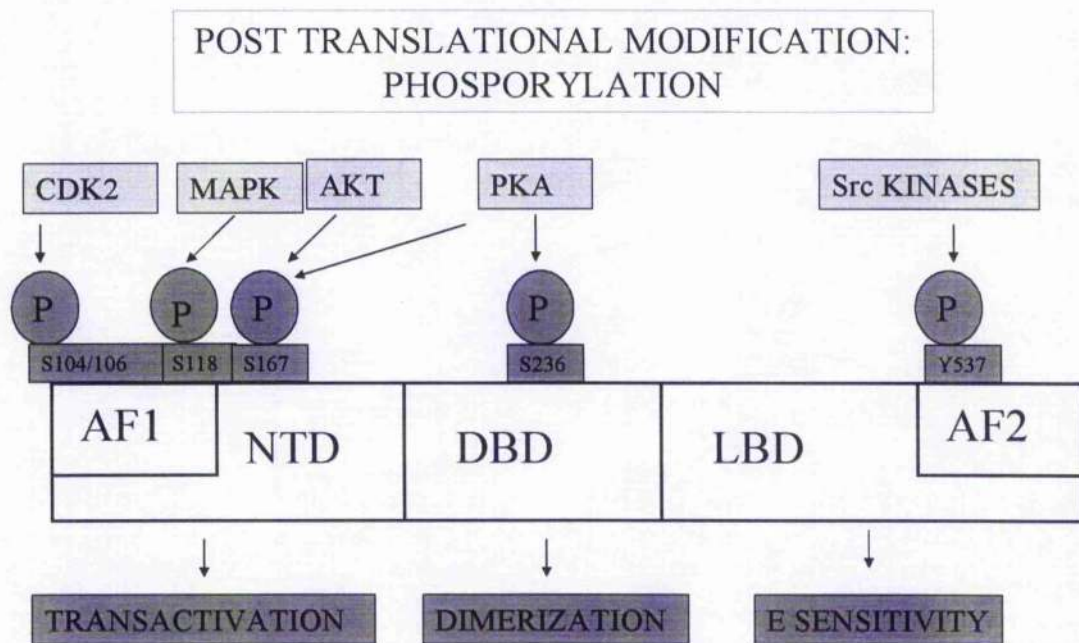 POST TRANSLATIONAL MODIFICATION:
PHOSPORYLATION
CDK2
MAPK
AKT
PKA
Src KINASES
P
P
P
P
P
S104/106
S118
S167
S236
Y537
AF1
NTD
DBD
LBD
AF2
TRANSACTIVATION
DIMERIZATION
E SENSITIVITY